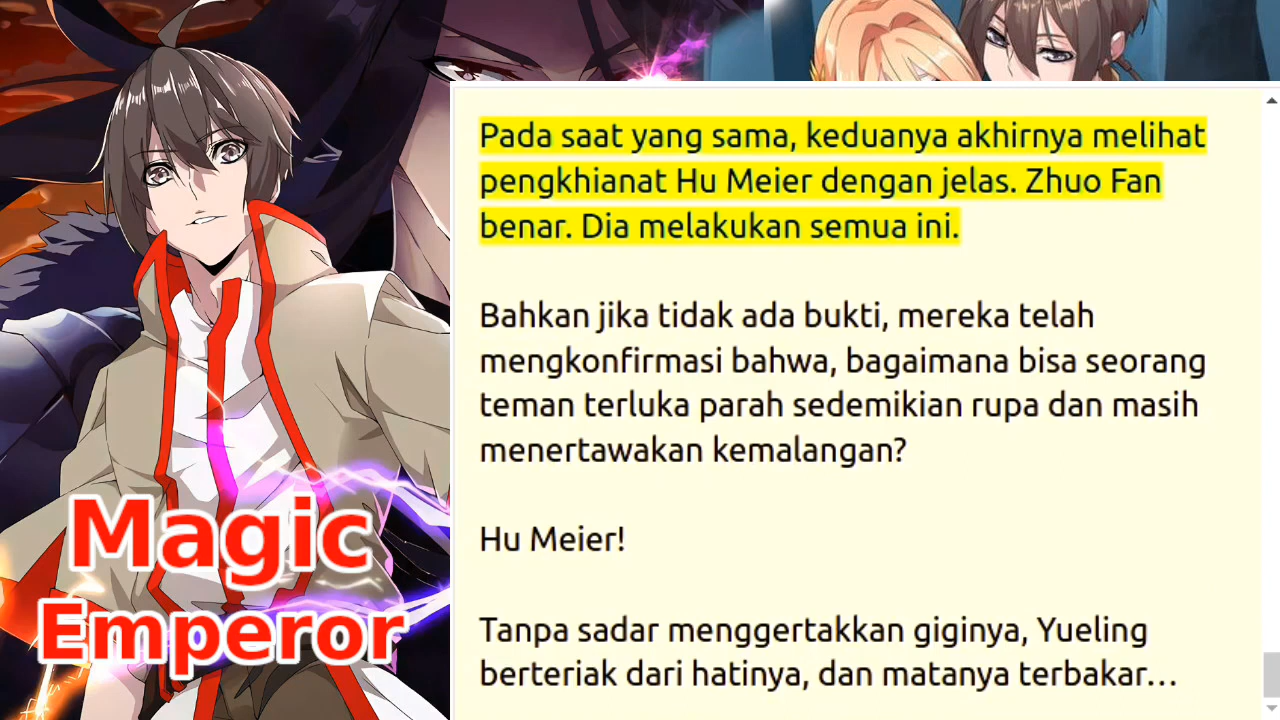 Pada saat yang sama, keduanya akhirnya melihat
pengkhianat Hu Meier dengan jelas. Zhuo Fan
benar. Dia melakukan semua ini.
Bahkan jika tidak ada bukti, mereka telah
mengkonfirmasi bahwa, bagaimana bisa seorang
teman terluka parah sedemikian rupa dan masih
menertawakan kemalangan?
Hu Meier!
Tanpa sadar menggertakkan giginya, Yueling
berteriak dari hatinya, dan matanya terbakar…
Magic
Emperor